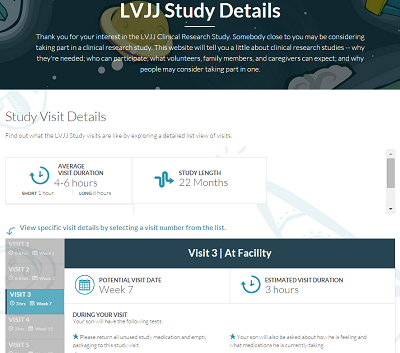 LVJJ Study Details
Thank you for your interest in the LVJJ Clinical Research Study. Somebody close to you may be considering
taking part in a clinical research study. This website will tell you a little about clinical research studies -- why
they're needed; who can participate; what volunteers, family members, and caregivers can expect; and why
people may consider taking part in one.
Study Visit Details
Find out what the LVJJ Study visits are like by exploring a detailed list view of visits.
AVERAGE
VISIT DURATION
4-6 hours
SHORT 1 hour LONG 8 hours
STUDY LENGTH
22 Months
View specific visit details by selecting a visit number from the list.
VISIT 1
VISIT 2
VISIT 3
3 hrs Week 7
VISIT 4
VISIT 5
Visit 3 | At Facility
POTENTIAL VISIT DATE
Week 7
ESTIMATED VISIT DURATION
3 hours
DURING YOUR VISIT
Your son will have the following tests:
Please return all unused study medication and empty
packaging to this study visit.
Your son will also be asked about how he is feeling and
what medications he is currently taking.